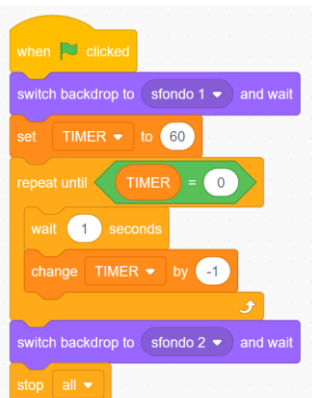 when clicked
switch backdrop to sfondo 1 and wait
set TIMER to 60
repeat until TIMER = 0
wait 1 seconds
change TIMER by -1
switch backdrop to sfondo 2 and wait
stop all